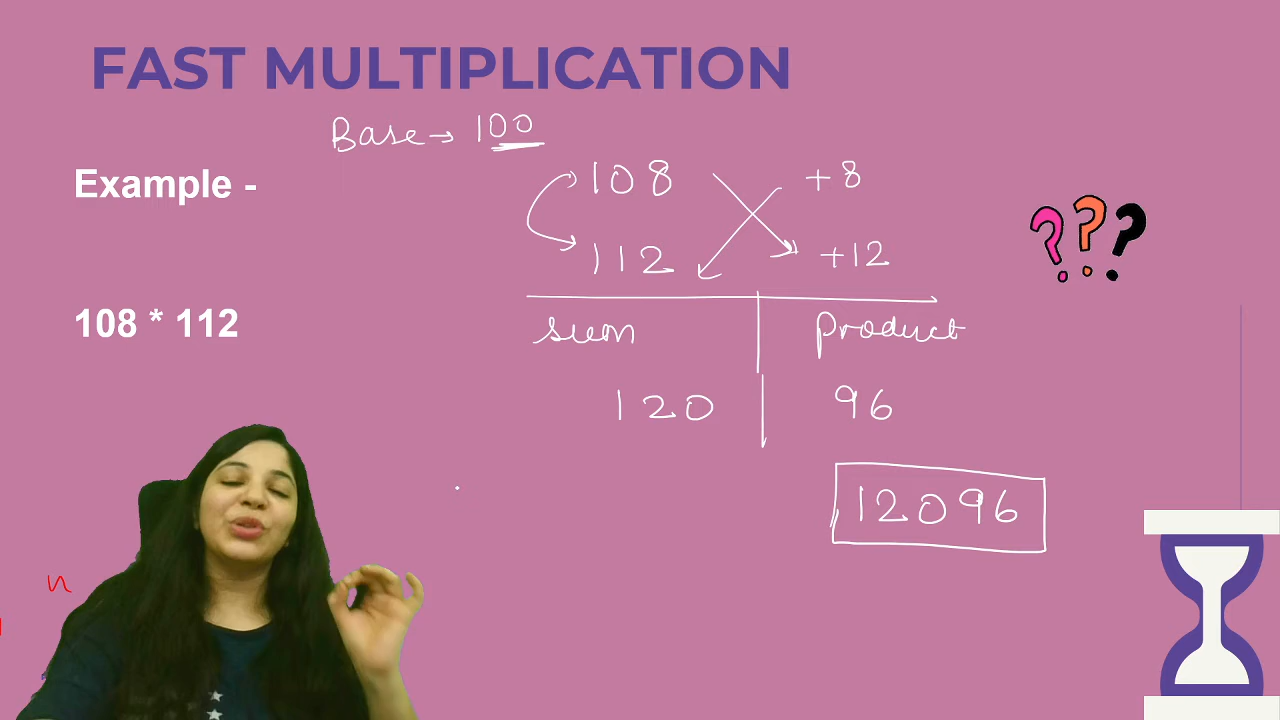 FAST MULTIPLICATION
Base → 100
Example -
108 +8
112 +12
108 * 112
sum product
120 96
12096
n